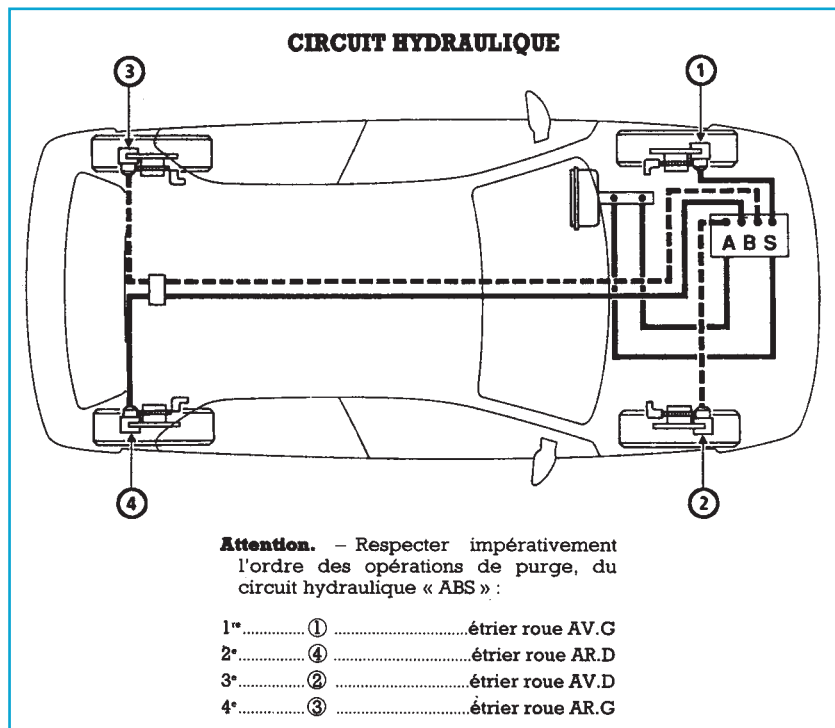 CIRCUIT HYDRAULIQUE
3 1
A B S
4 2
Attention. – Respecter impérativement
l'ordre des opérations de purge, du
circuit hydraulique « ABS » :
1re .............. ① ............................ étrier roue AV.G
2e .............. ④ ............................ étrier roue AR.D
3e .............. ② ............................ étrier roue AV.D
4e .............. ③ ............................ étrier roue AR.G